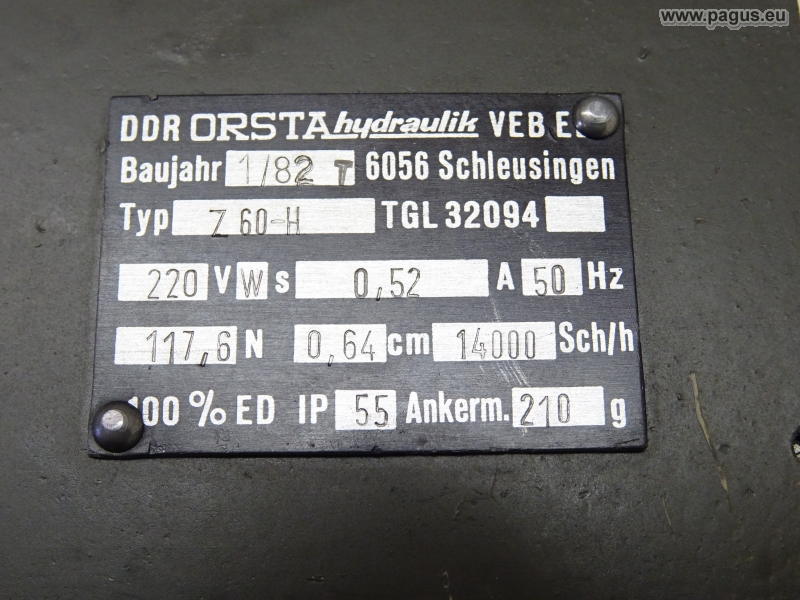 www.pagus.eu
DDR ORSTA hydraulik VEB
Baujahr 1/82 T 6056 Schleusingen
Typ Z 60-H TGL 32094
220 V W s 0,52 A 50 Hz
117,6 N 0,64 cm 14000 Sch/h
100 % ED IP 55 Ankerm. 210 g